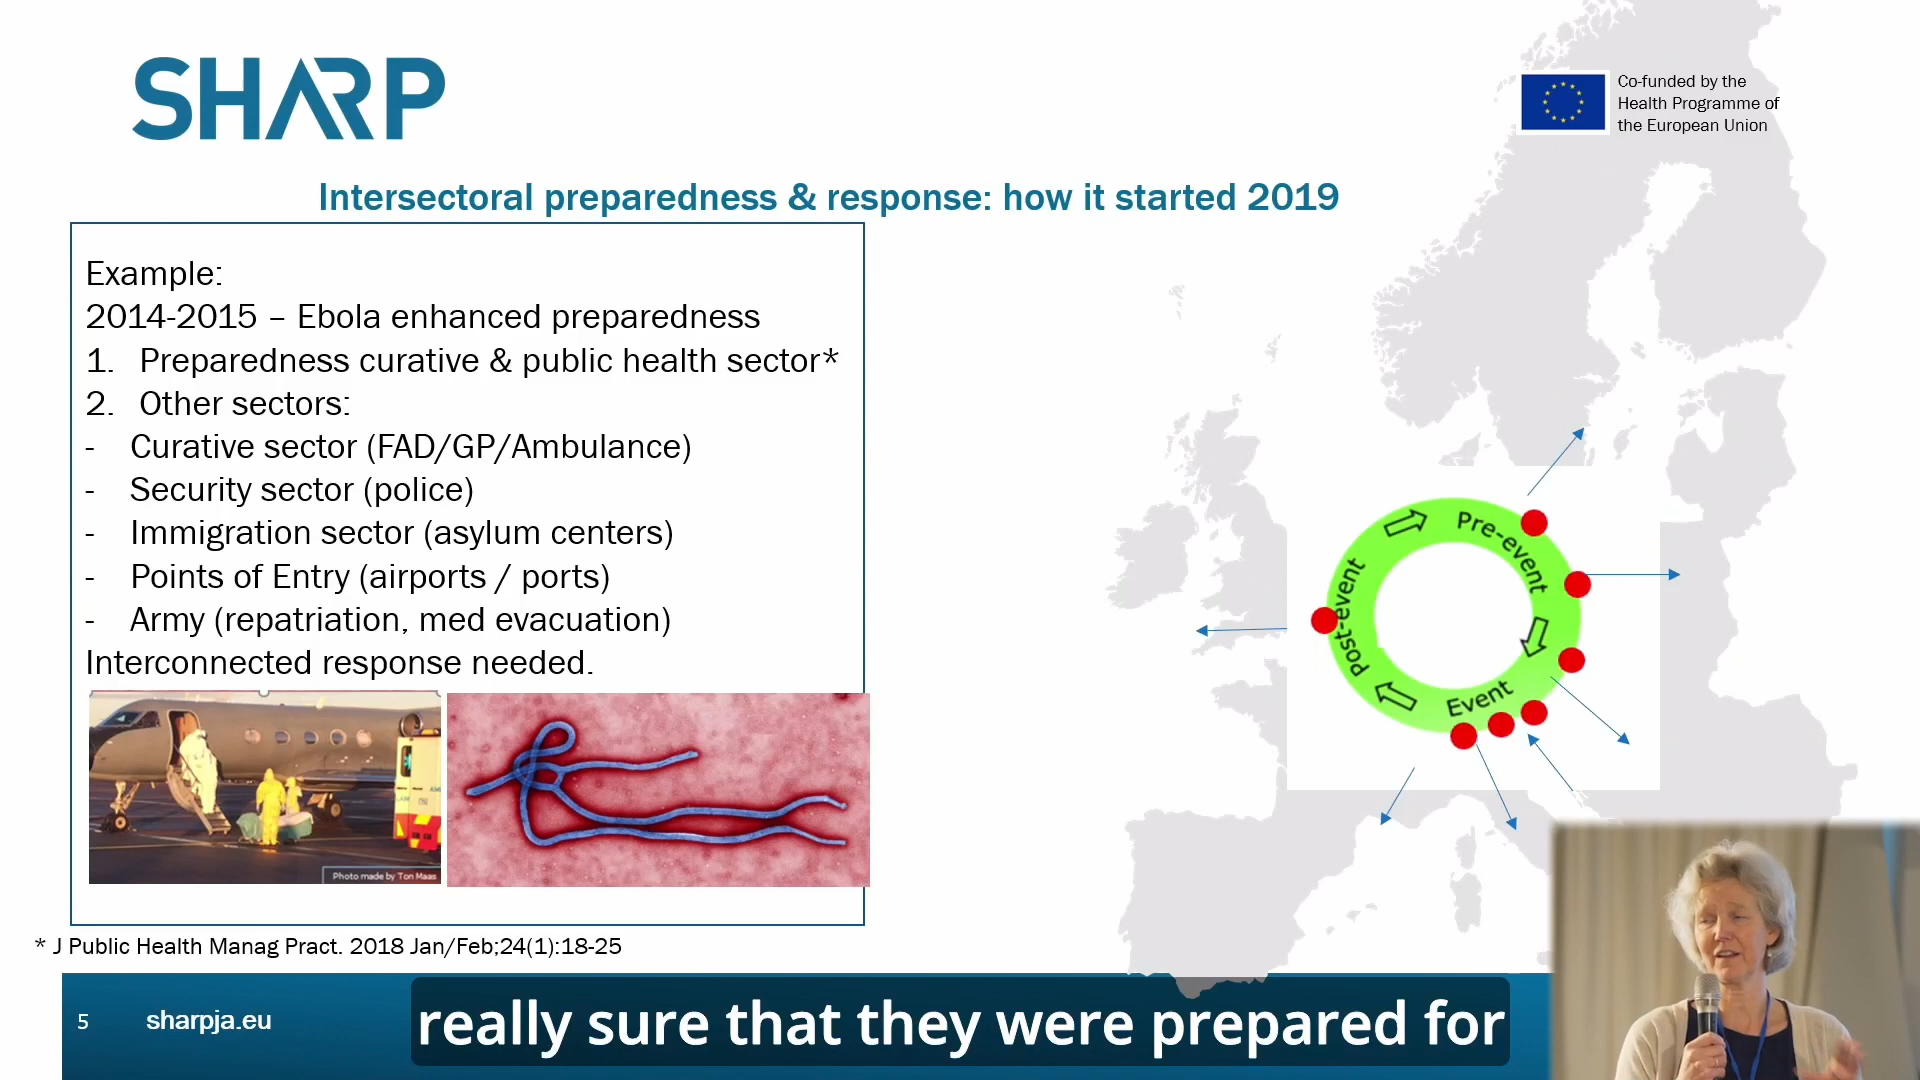 SHARP
Co-funded by the
Health Programme of
the European Union
Intersectoral preparedness & response: how it started 2019
Example:
2014-2015 – Ebola enhanced preparedness
1. Preparedness curative & public health sector*
2. Other sectors:
- Curative sector (FAD/GP/Ambulance)
- Security sector (police)
- Immigration sector (asylum centers)
- Points of Entry (airports / ports)
- Army (repatriation, med evacuation)
Interconnected response needed.
Pre-event
Event
Post-event
Photo made by Ton Maas
* J Public Health Manag Pract. 2018 Jan/Feb;24(1):18-25
5
sharpja.eu
really sure that they were prepared for